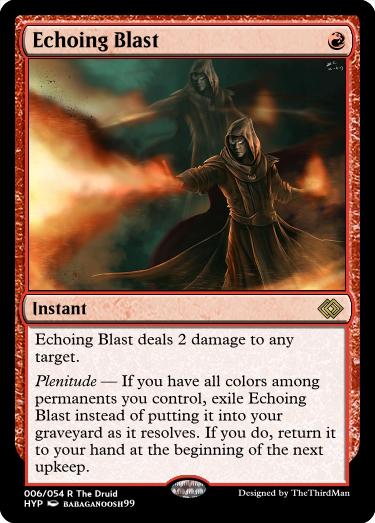 Echoing Blast
Instant
Echoing Blast deals 2 damage to any
target.
Plenitude — If you have all colors among
permanents you control, exile Echoing
Blast instead of putting it into your
graveyard as it resolves. If you do, return it
to your hand at the beginning of the next
upkeep.
006/054 R The Druid
Designed by TheThirdMan
HYP BABAGANOOSH99